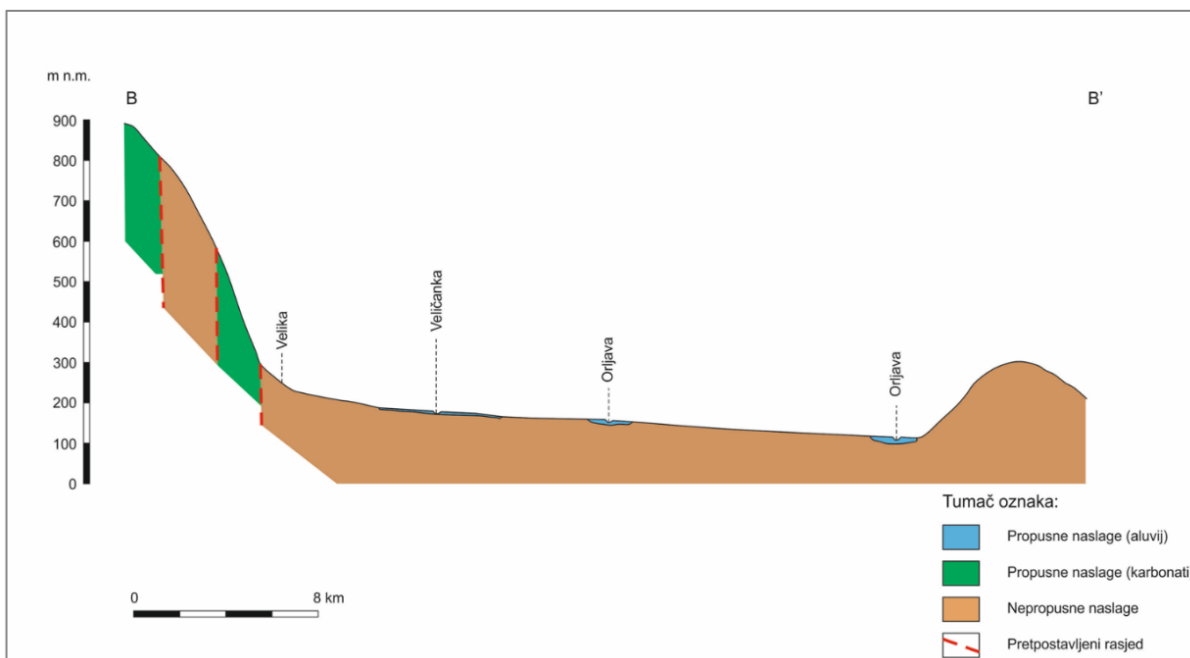 m n.m.
B
B'
900
800
700
600
500
400
300
200
100
0
Velika
Veličanka
Orljava
Orljava
Tumač oznaka:
Propusne naslage (aluvij)
Propusne naslage (karbonati
Nepropusne naslage
Pretpostavljeni rasjed
0 8 km